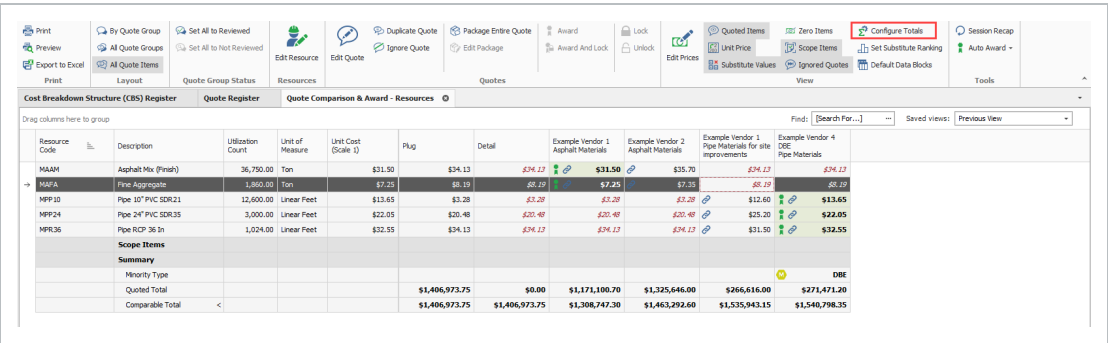 Print
By Quote Group
Set All to Reviewed
Duplicate Quote
Package Entire Quote
Award
Lock
Quoted Items
Zero Items
Configure Totals
Session Recap
Preview
All Quote Groups
Set All to Not Reviewed
Ignore Quote
Edit Package
Award And Lock
Unlock
Unit Price
Scope Items
Set Substitute Ranking
Auto Award
Export to Excel
All Quote Items
Edit Resource
Edit Quote
Edit Prices
Substitute Values
Ignored Quotes
Default Data Blocks
Print Layout Quote Group Status Resources Quotes View Tools
Cost Breakdown Structure (CBS) Register Quote Register Quote Comparison & Award - Resources
Drag columns here to group Find: [Search For...] ... Saved views: Previous View
Resource Code Description Utilization Count Unit of Measure Unit Cost (Scale 1) Plug Detail Example Vendor 1 Asphalt Materials Example Vendor 2 Asphalt Materials Example Vendor 1 Pipe Materials for site improvements Example Vendor 4 DBE Pipe Materials
MAAM Asphalt Mix (Finish) 36,750.00 Ton $31.50 $34.13 $34.13 $31.50 $35.70 $34.13 $34.13
MAFA Fine Aggregate 1,860.00 Ton $7.25 $8.19 $8.19 $7.25 $7.35 $8.19 $8.19
MPP10 Pipe 10" PVC SDR21 12,600.00 Linear Feet $13.65 $3.28 $3.28 $3.28 $3.28 $12.60 $13.65
MPP24 Pipe 24" PVC SDR35 3,000.00 Linear Feet $22.05 $20.48 $20.48 $20.48 $20.48 $25.20 $22.05
MPR36 Pipe RCP 36 In 1,024.00 Linear Feet $32.55 $34.13 $34.13 $34.13 $34.13 $31.50 $32.55
Scope Items
Summary
Minority Type M DBE
Quoted Total $1,406,973.75 $0.00 $1,171,100.70 $1,325,646.00 $266,616.00 $271,471.20
Comparable Total < $1,406,973.75 $1,406,973.75 $1,308,747.30 $1,463,292.60 $1,535,943.15 $1,540,798.35